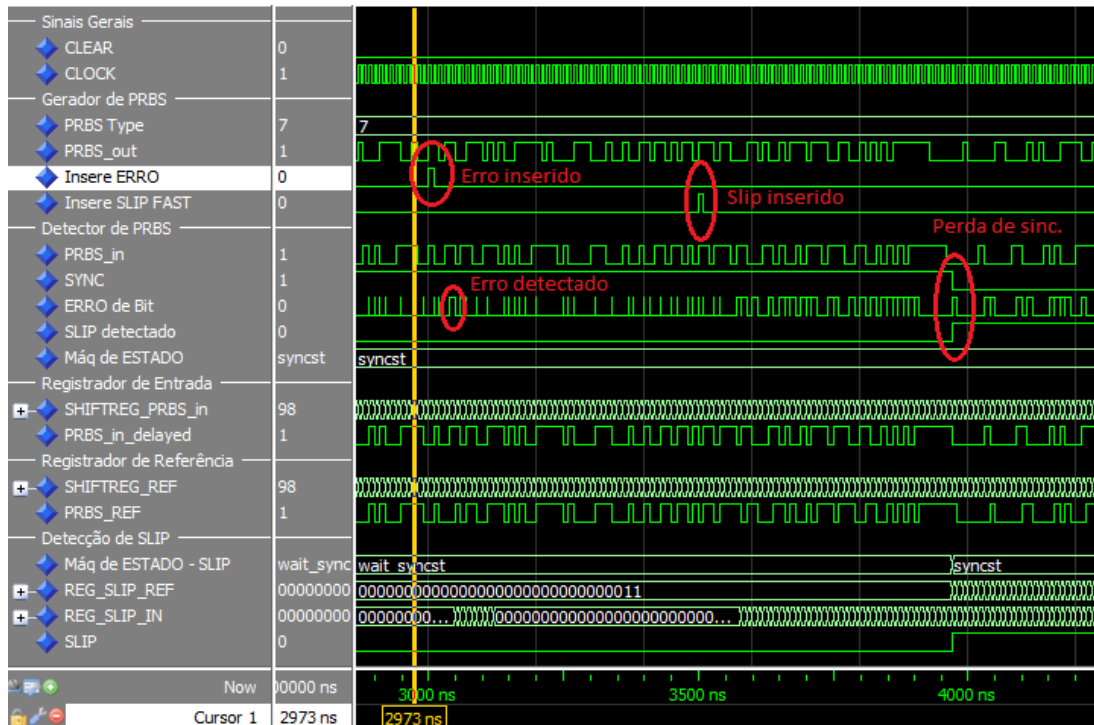 Sinais Gerais
CLEAR 0
CLOCK 1
Gerador de PRBS
PRBS Type 7 7
PRBS_out 1
Insere ERRO 0 Erro inserido
Insere SLIP FAST 0 Slip inserido
Detector de PRBS Perda de sinc.
PRBS_in 1
SYNC 1 Erro detectado
ERRO de Bit 0
SLIP detectado 0
Máq de ESTADO syncst syncst
Registrador de Entrada
SHIFTREG_PRBS_in 98
PRBS_in_delayed 1
Registrador de Referência
SHIFTREG_REF 98
PRBS_REF 1
Detecção de SLIP
Máq de ESTADO - SLIP wait_sync wait_syncst syncst
REG_SLIP_REF 00000000 00000000000000000000000000000011
REG_SLIP_IN 00000000 00000000... 000000000000000000000000...
SLIP 0
Now 00000 ns 3000 ns 3500 ns 4000 ns
Cursor 1 2973 ns 2973 ns